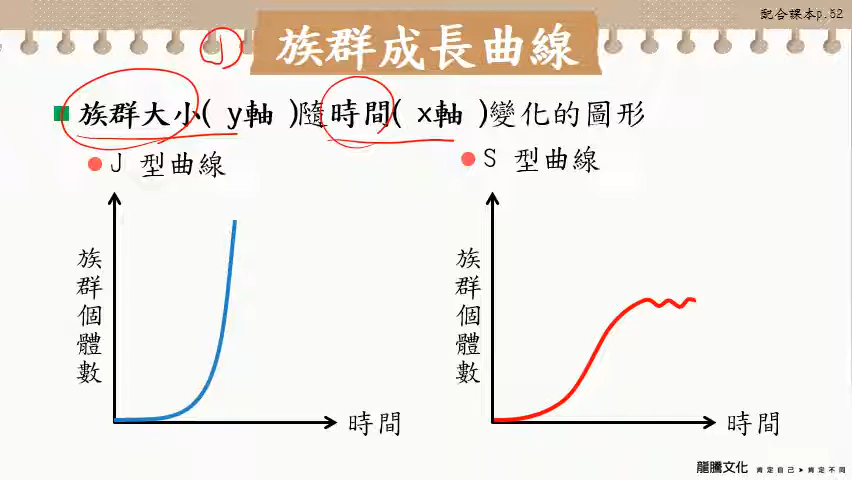 配合課本p.52
J
族群成長曲線
族群大小( y軸 )隨時間( x軸 )變化的圖形
J 型曲線
S 型曲線
族群個體數
時間
族群個體數
時間
龍騰文化 肯定自己▶肯定不同